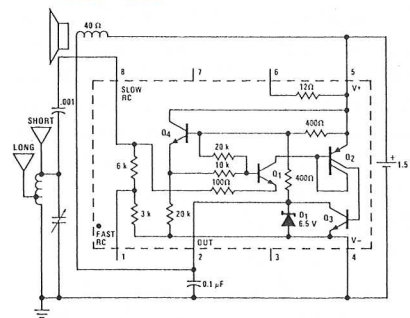 40 Ω
8
7
6
5
SLOW
RC
12Ω
V+
.001
SHORT
LONG
Q4
400Ω
20 k
10 k
Q1
Q2
6 k
100Ω
400Ω
1.5
+
3 k
20 k
D1
6.5 V
Q3
FAST
RC
OUT
V−
1
2
3
4
0.1 µF